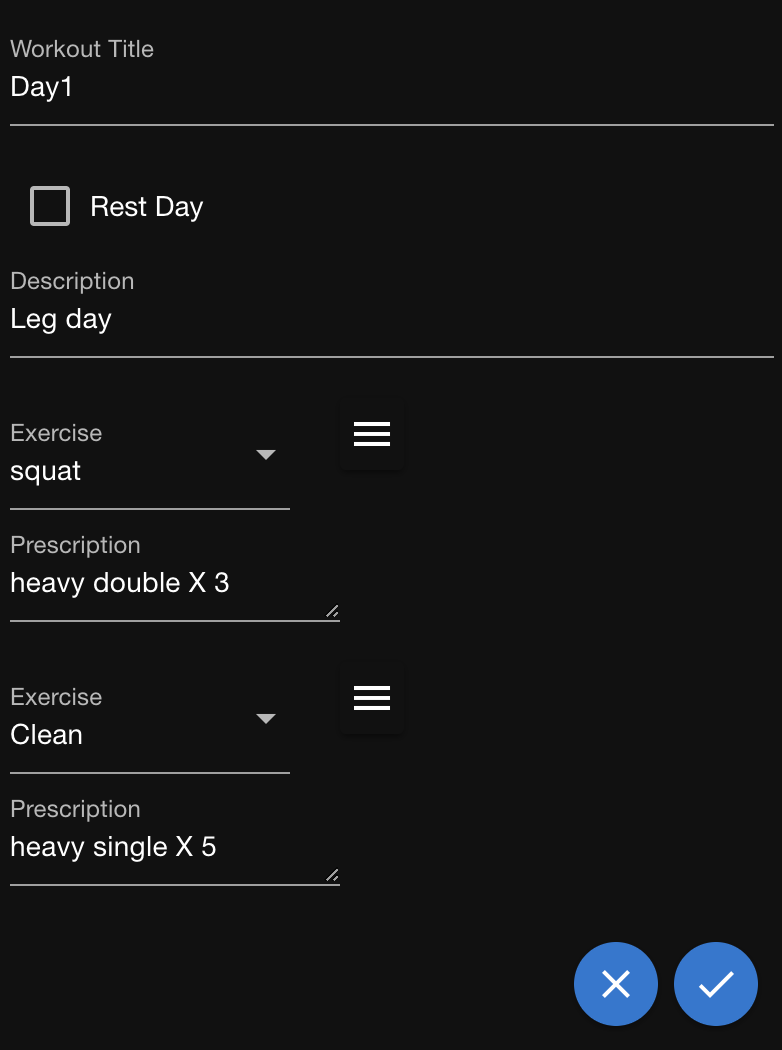 Workout Title
Day1
Rest Day
Description
Leg day
Exercise
squat
Prescription
heavy double X 3
Exercise
Clean
Prescription
heavy single X 5